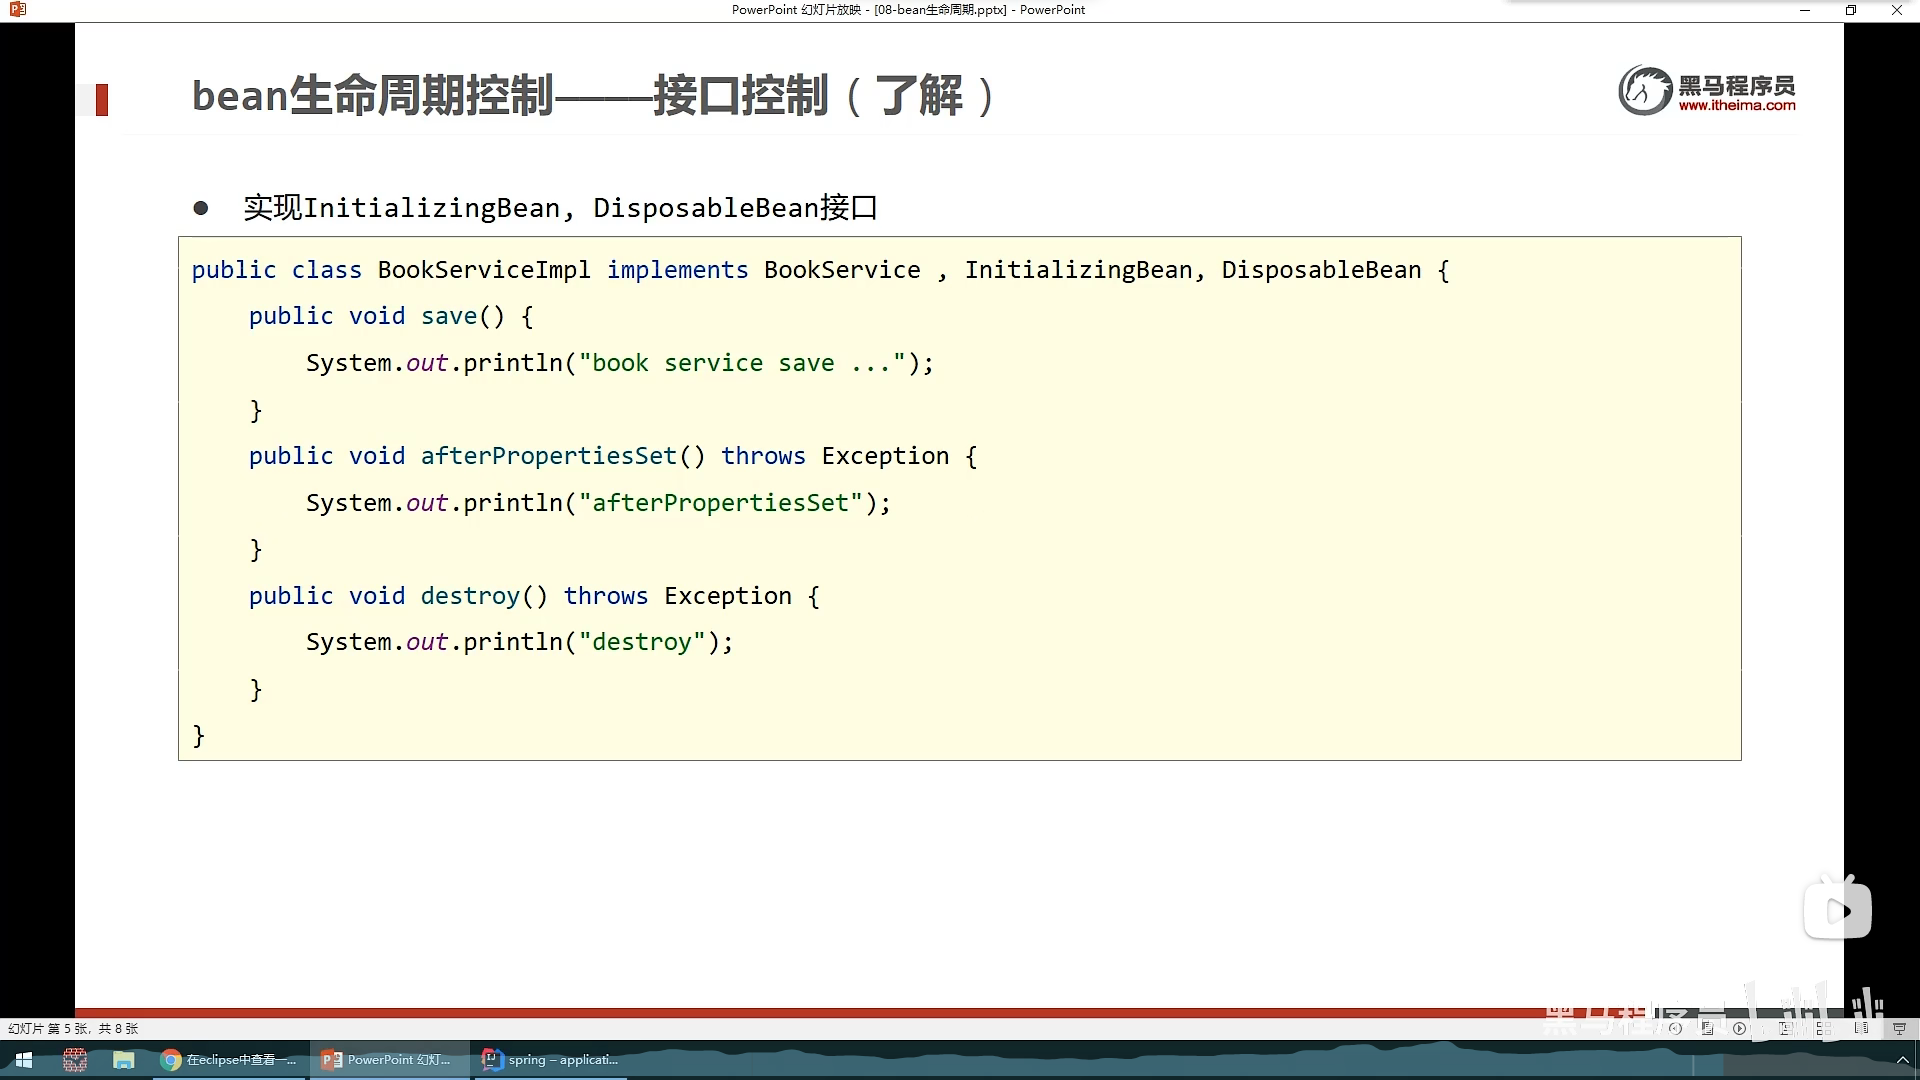 PowerPoint 幻灯片放映 - [08-bean生命周期.pptx] - PowerPoint
bean生命周期控制——接口控制（了解）
黑马程序员
www.itheima.com
● 实现InitializingBean, DisposableBean接口
public class BookServiceImpl implements BookService , InitializingBean, DisposableBean {
public void save() {
System.out.println("book service save ...");
}
public void afterPropertiesSet() throws Exception {
System.out.println("afterPropertiesSet");
}
public void destroy() throws Exception {
System.out.println("destroy");
}
}
黑马程序员
幻灯片 第 5 张，共 8 张
在eclipse中查看一...
PowerPoint 幻灯...
spring – applicati...